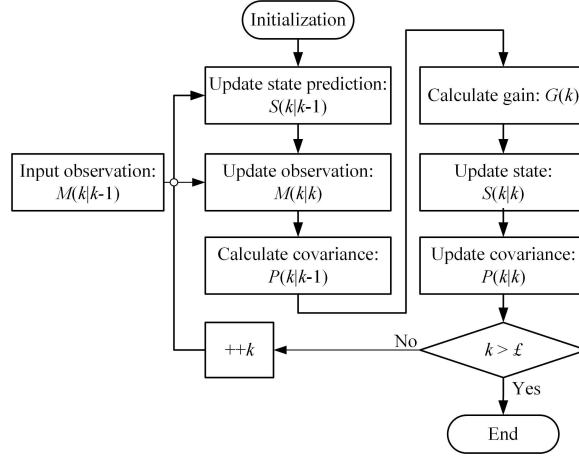 Initialization
Update state prediction:
S(k|k-1)
Input observation:
M(k|k-1)
Update observation:
M(k|k)
Calculate covariance:
P(k|k-1)
Calculate gain: G(k)
Update state:
S(k|k)
Update covariance:
P(k|k)
k > £
No
++k
Yes
End